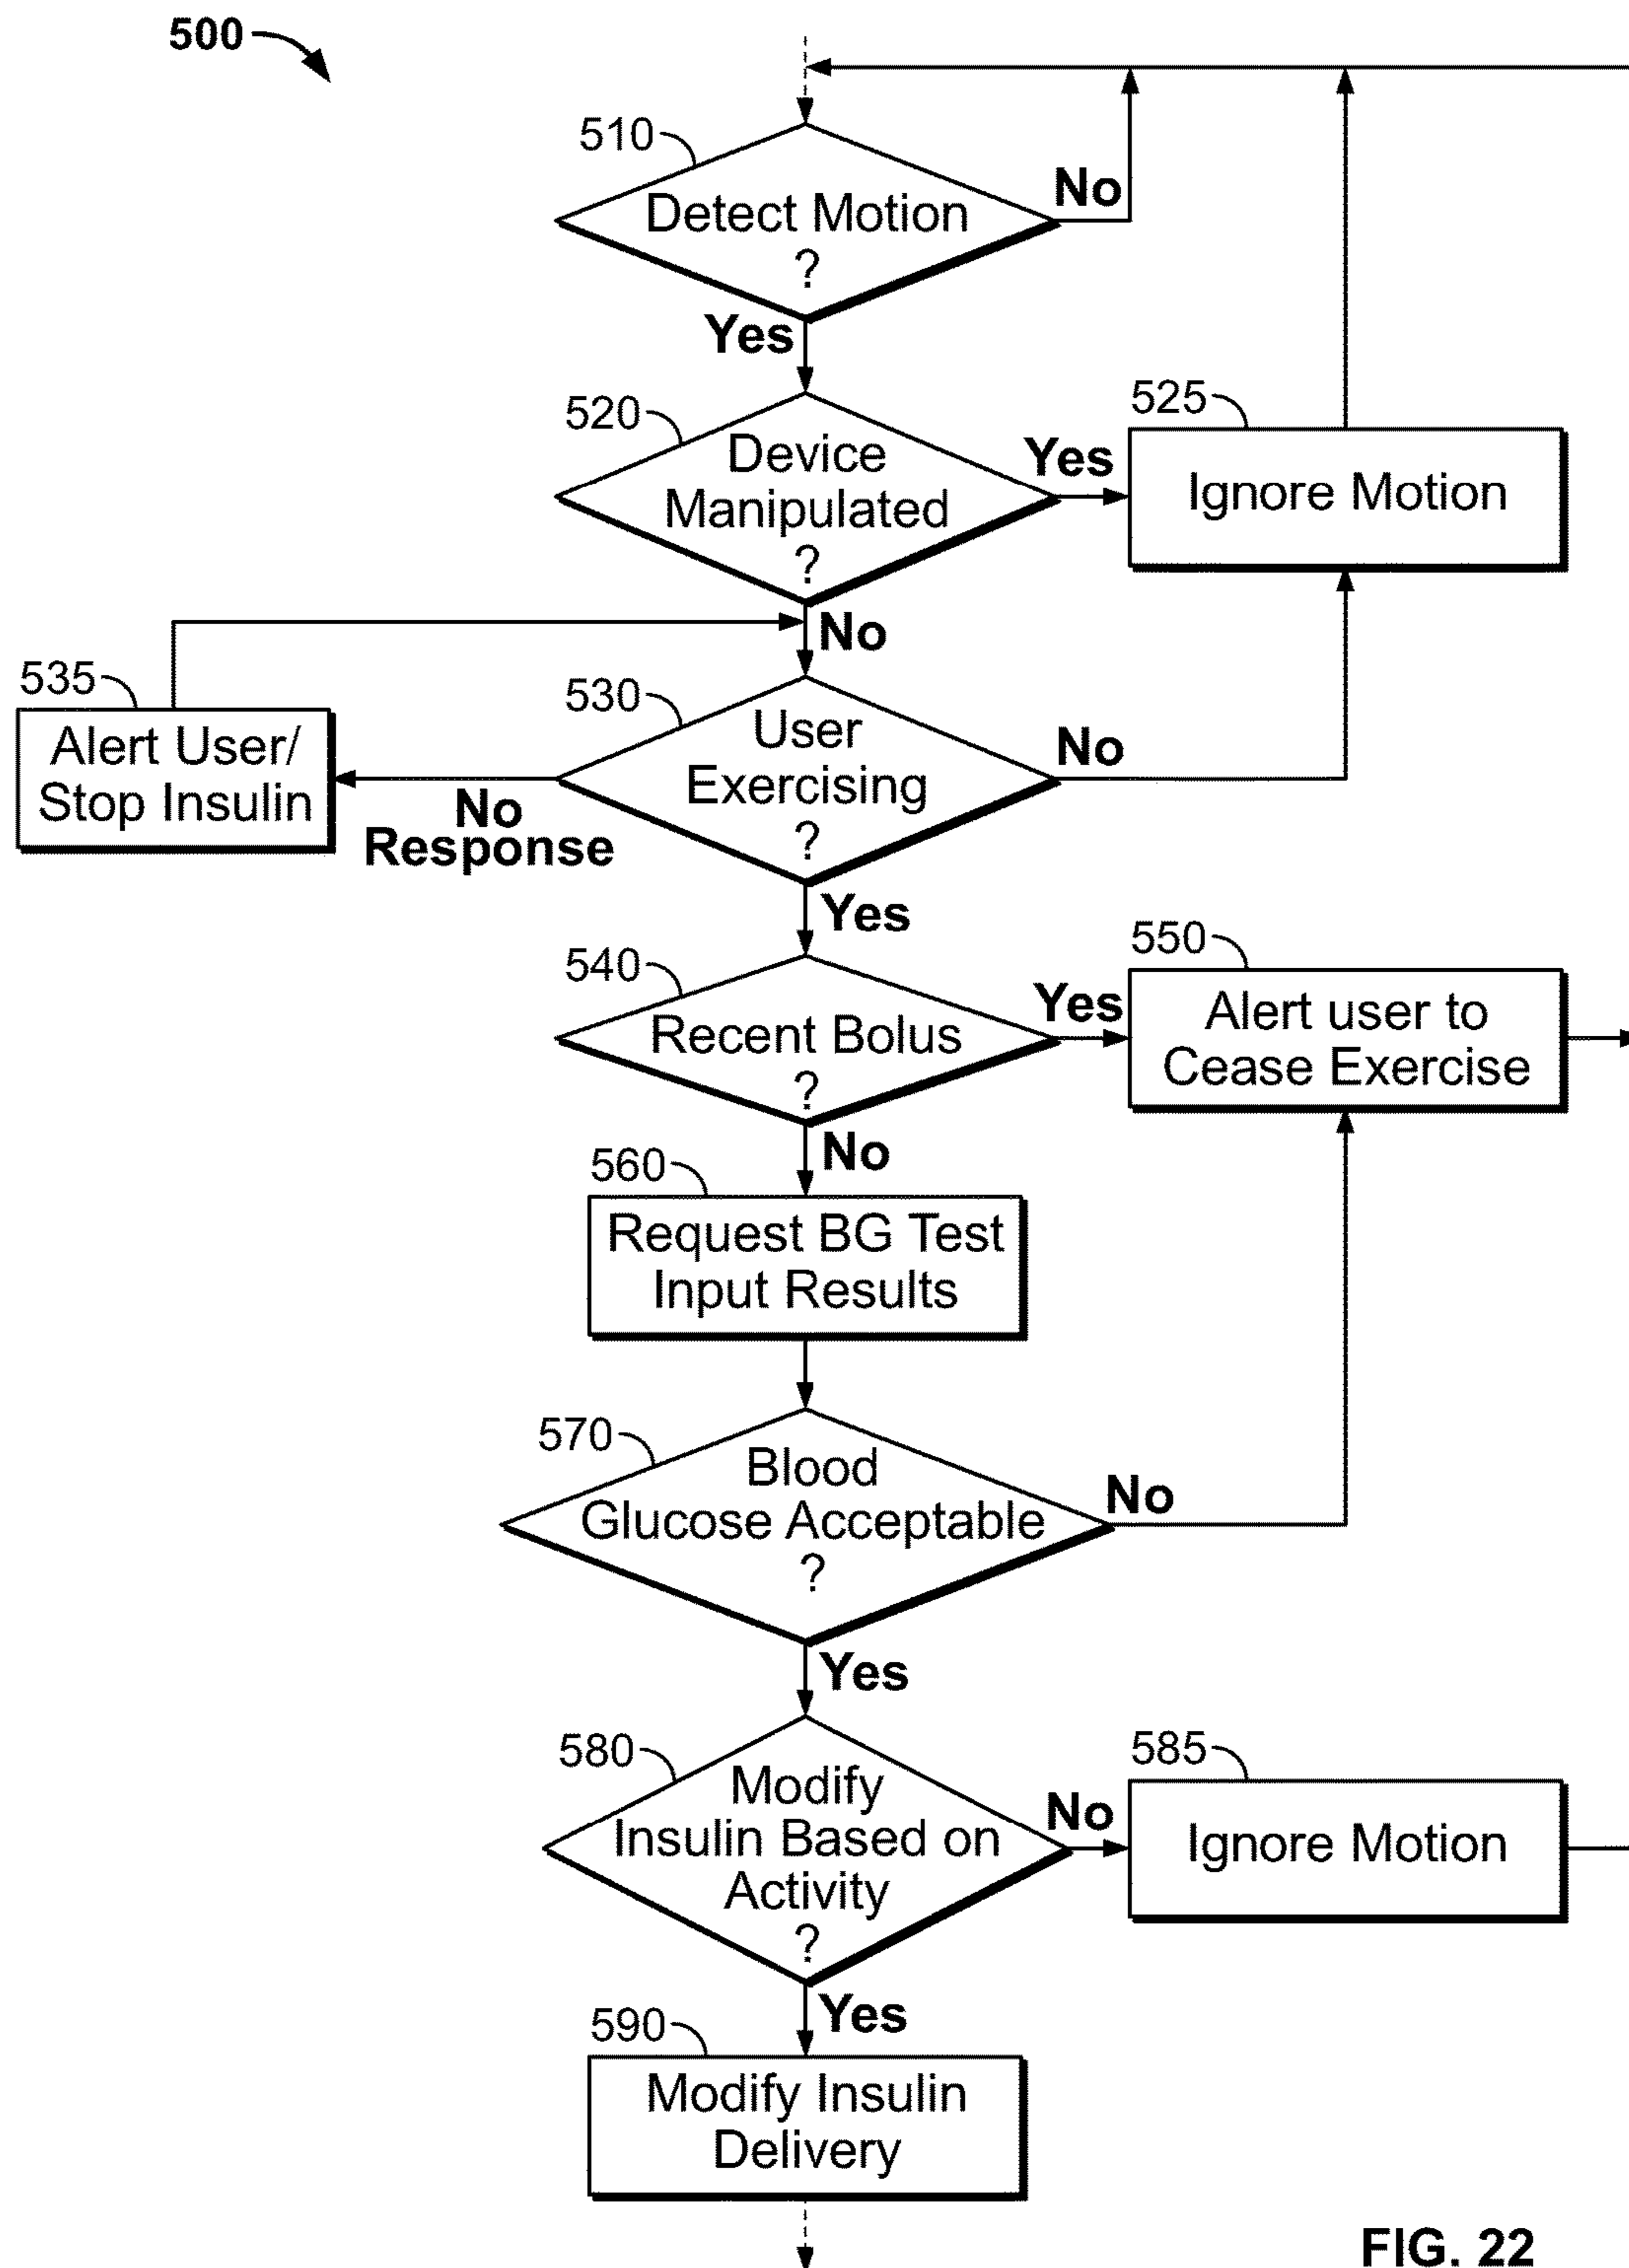 500
510
Detect Motion
?
No
Yes
520
Device
Manipulated
?
Yes
525
Ignore Motion
No
535
Alert User/
Stop Insulin
No
Response
530
User
Exercising
?
No
Yes
540
Recent Bolus
?
Yes
550
Alert user to
Cease Exercise
No
560
Request BG Test
Input Results
570
Blood
Glucose Acceptable
?
No
Yes
580
Modify
Insulin Based on
Activity
?
No
585
Ignore Motion
Yes
590
Modify Insulin
Delivery
FIG. 22